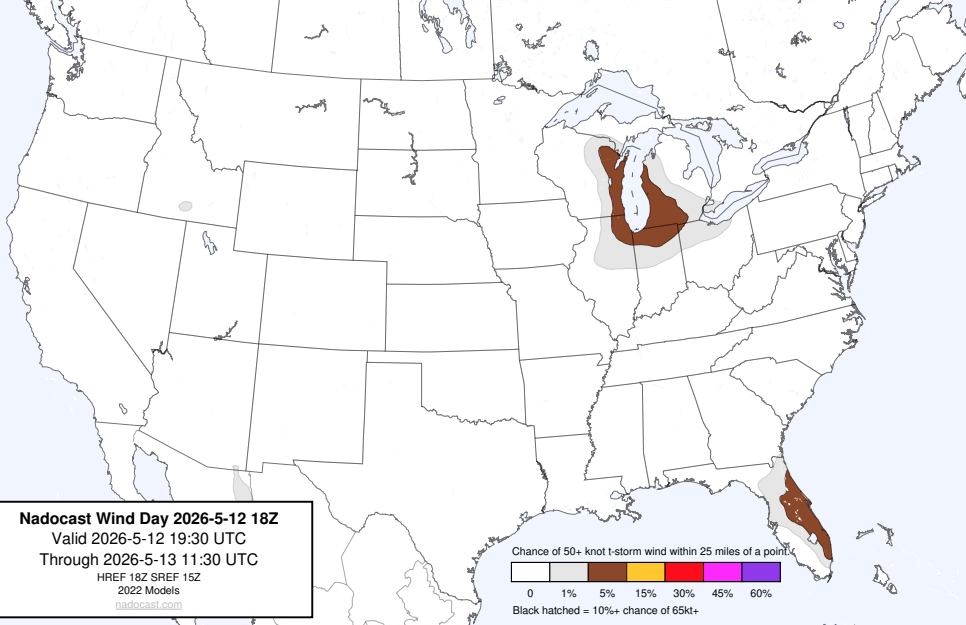 Nadocast Wind Day 2026-5-12 18Z
Valid 2026-5-12 19:30 UTC
Through 2026-5-13 11:30 UTC
HREF 18Z SREF 15Z
2022 Models
nadocast.com
Chance of 50+ knot t-storm wind within 25 miles of a point.
0 1% 5% 15% 30% 45% 60%
Black hatched = 10%+ chance of 65kt+